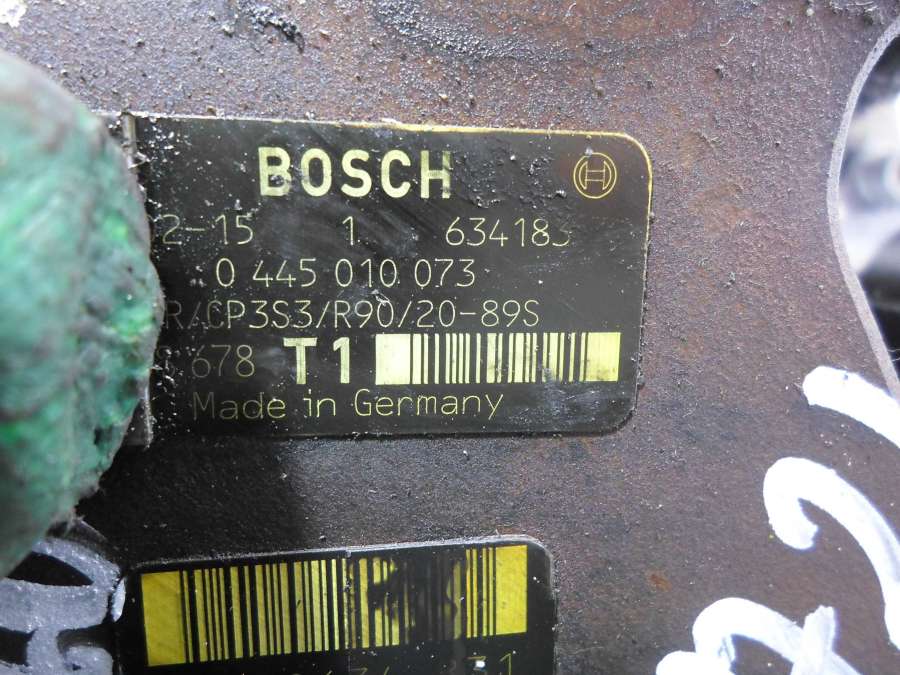 BOSCH
2-15 1 634183
0 445 010 073
R/CP3S3/R90/20-89S
678 T1
Made in Germany